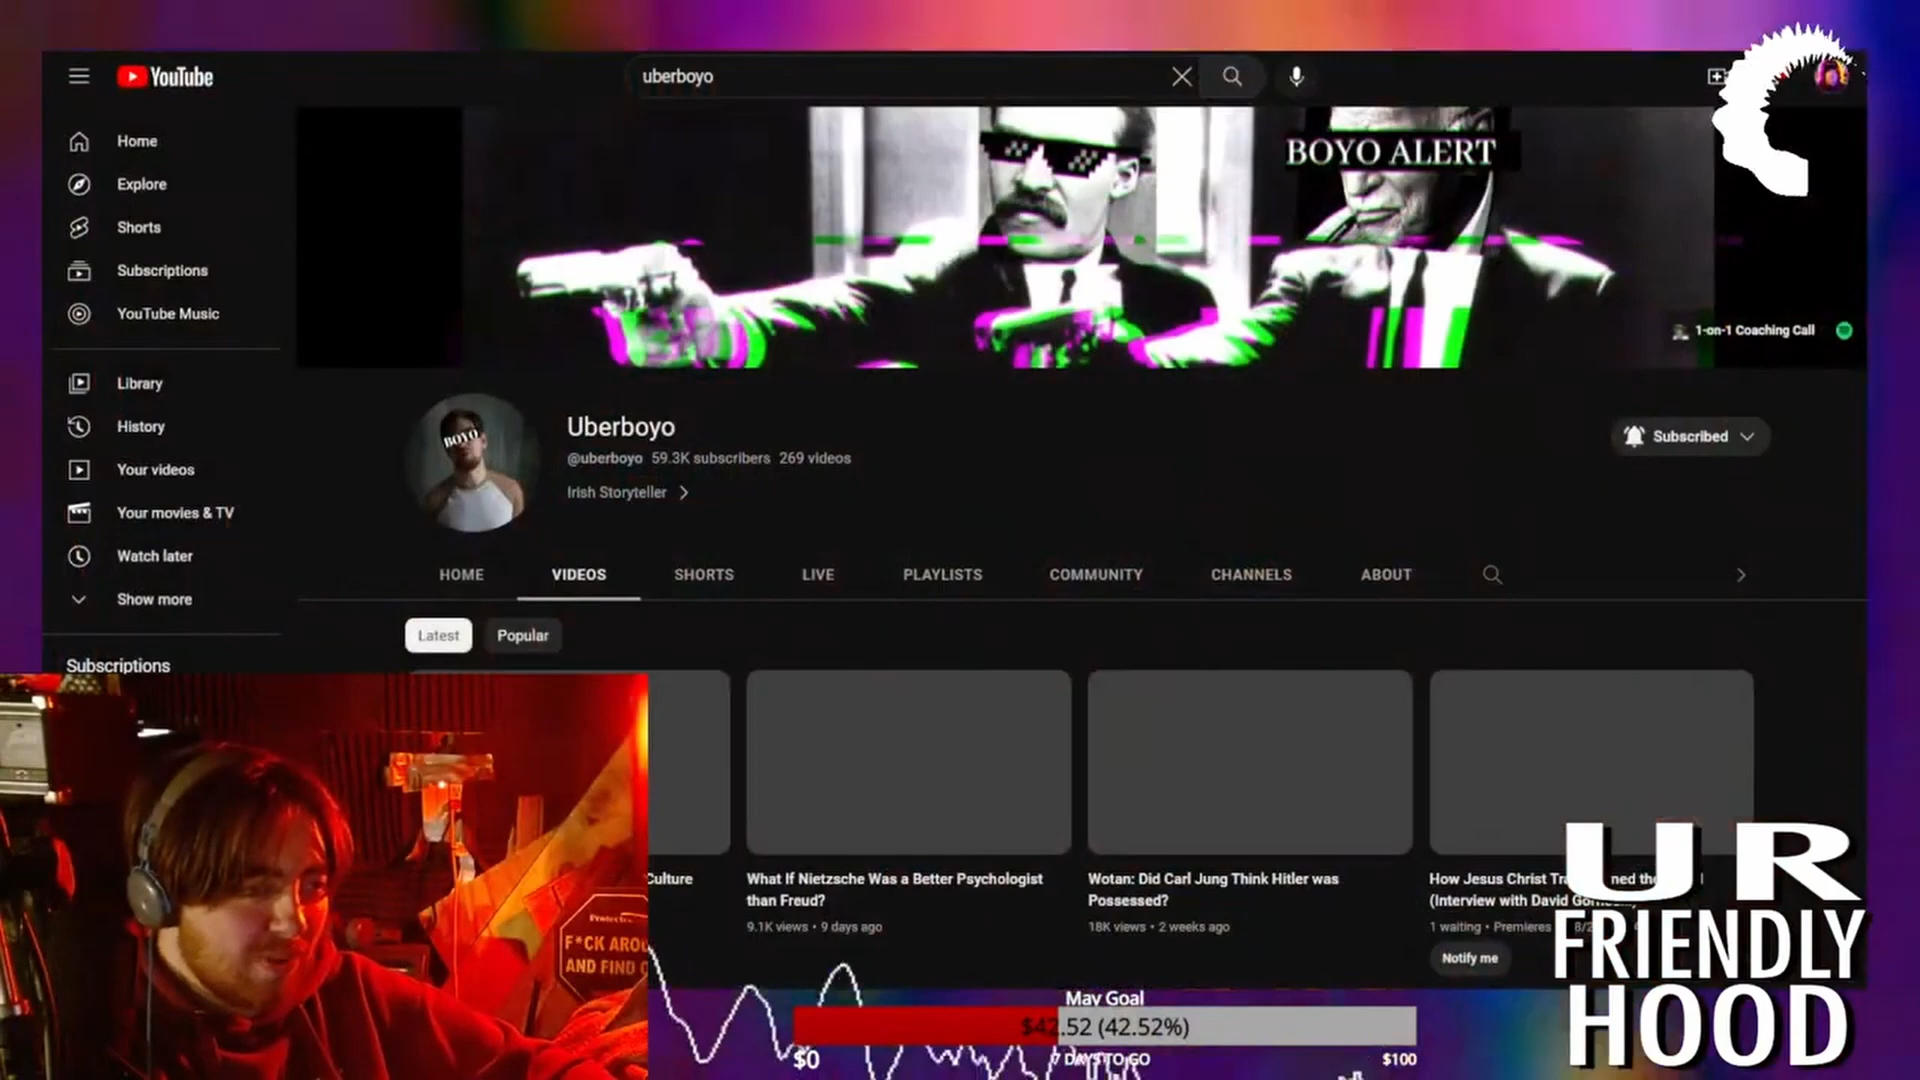 YouTube
uberboyo
Home
Explore
Shorts
Subscriptions
YouTube Music
Library
History
Your videos
Your movies & TV
Watch later
Show more
Subscriptions
BOYO ALERT
1-on-1 Coaching Call
BOYO
Uberboyo
@uberboyo 59.3K subscribers 269 videos
Irish Storyteller
Subscribed
HOME VIDEOS SHORTS LIVE PLAYLISTS COMMUNITY CHANNELS ABOUT
Latest Popular
Culture
What If Nietzsche Was a Better Psychologist
than Freud?
9.1K views • 9 days ago
Wotan: Did Carl Jung Think Hitler was
Possessed?
18K views • 2 weeks ago
How Jesus Christ
(Interview with David
1 waiting • Premieres
Notify me
F*CK
AND FIND
May Goal
$42.52 (42.52%)
$0
7 DAYS TO GO
$100
U R
FRIENDLY
HOOD